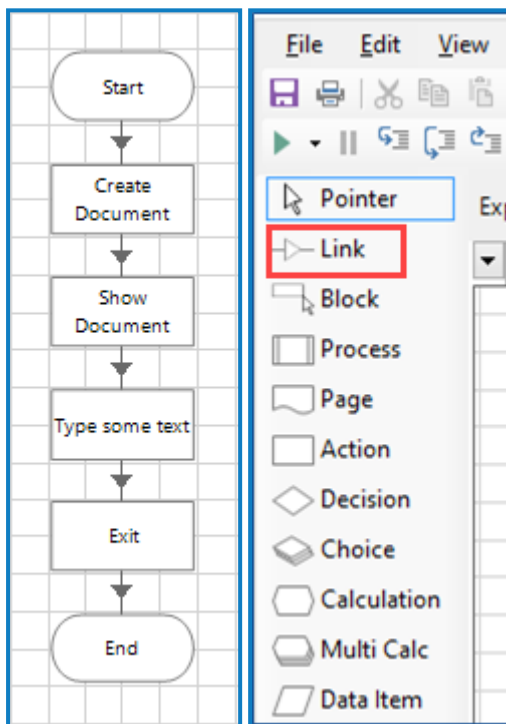 Start
Create
Document
Show
Document
Type some text
Exit
End
File Edit View
Pointer
Link
Block
Process
Page
Action
Decision
Choice
Calculation
Multi Calc
Data Item